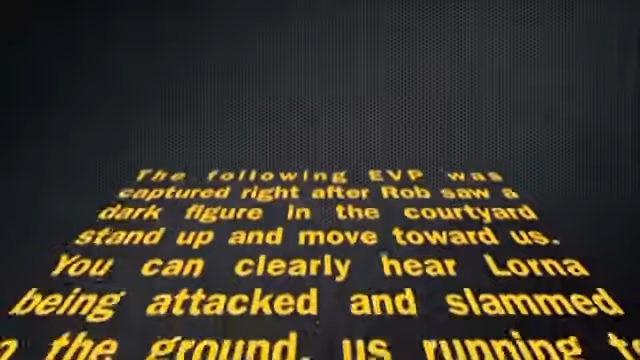 The following EVP was
captured right after Rob saw a
dark figure in the courtyard
stand up and move toward us.
You can clearly hear Lorna
being attacked and slammed
the ground, us running